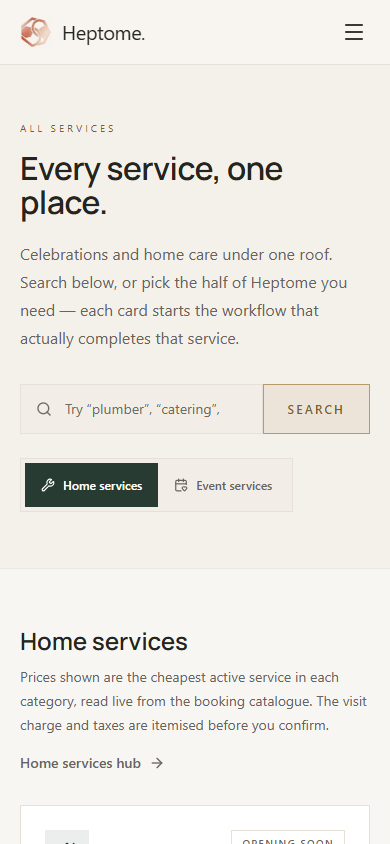 Heptome.
ALL SERVICES
Every service, one
place.
Celebrations and home care under one roof.
Search below, or pick the half of Heptome you
need — each card starts the workflow that
actually completes that service.
Try “plumber”, “catering”,
SEARCH
Home services
Event services
Home services
Prices shown are the cheapest active service in each
category, read live from the booking catalogue. The visit
charge and taxes are itemised before you confirm.
Home services hub →
OPENING SOON